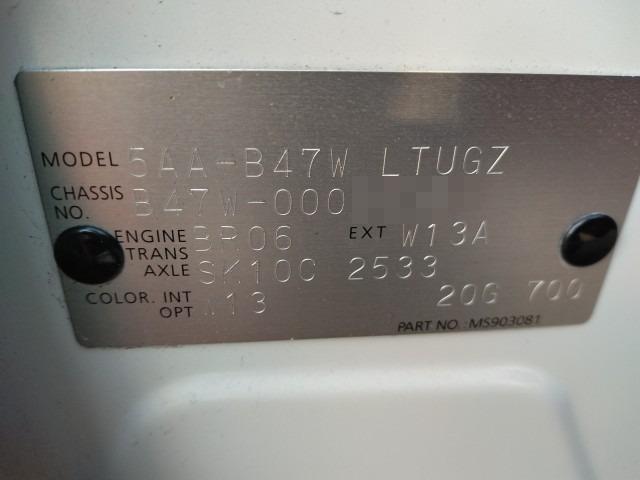 MODEL 5AA-B47W LTUGZ
CHASSIS NO. B47W-000
ENGINE BR06 EXT W13A
TRANS AXLE SK10C 2533
COLOR. INT 13 20G 700
OPT
PART NO.: MS903081